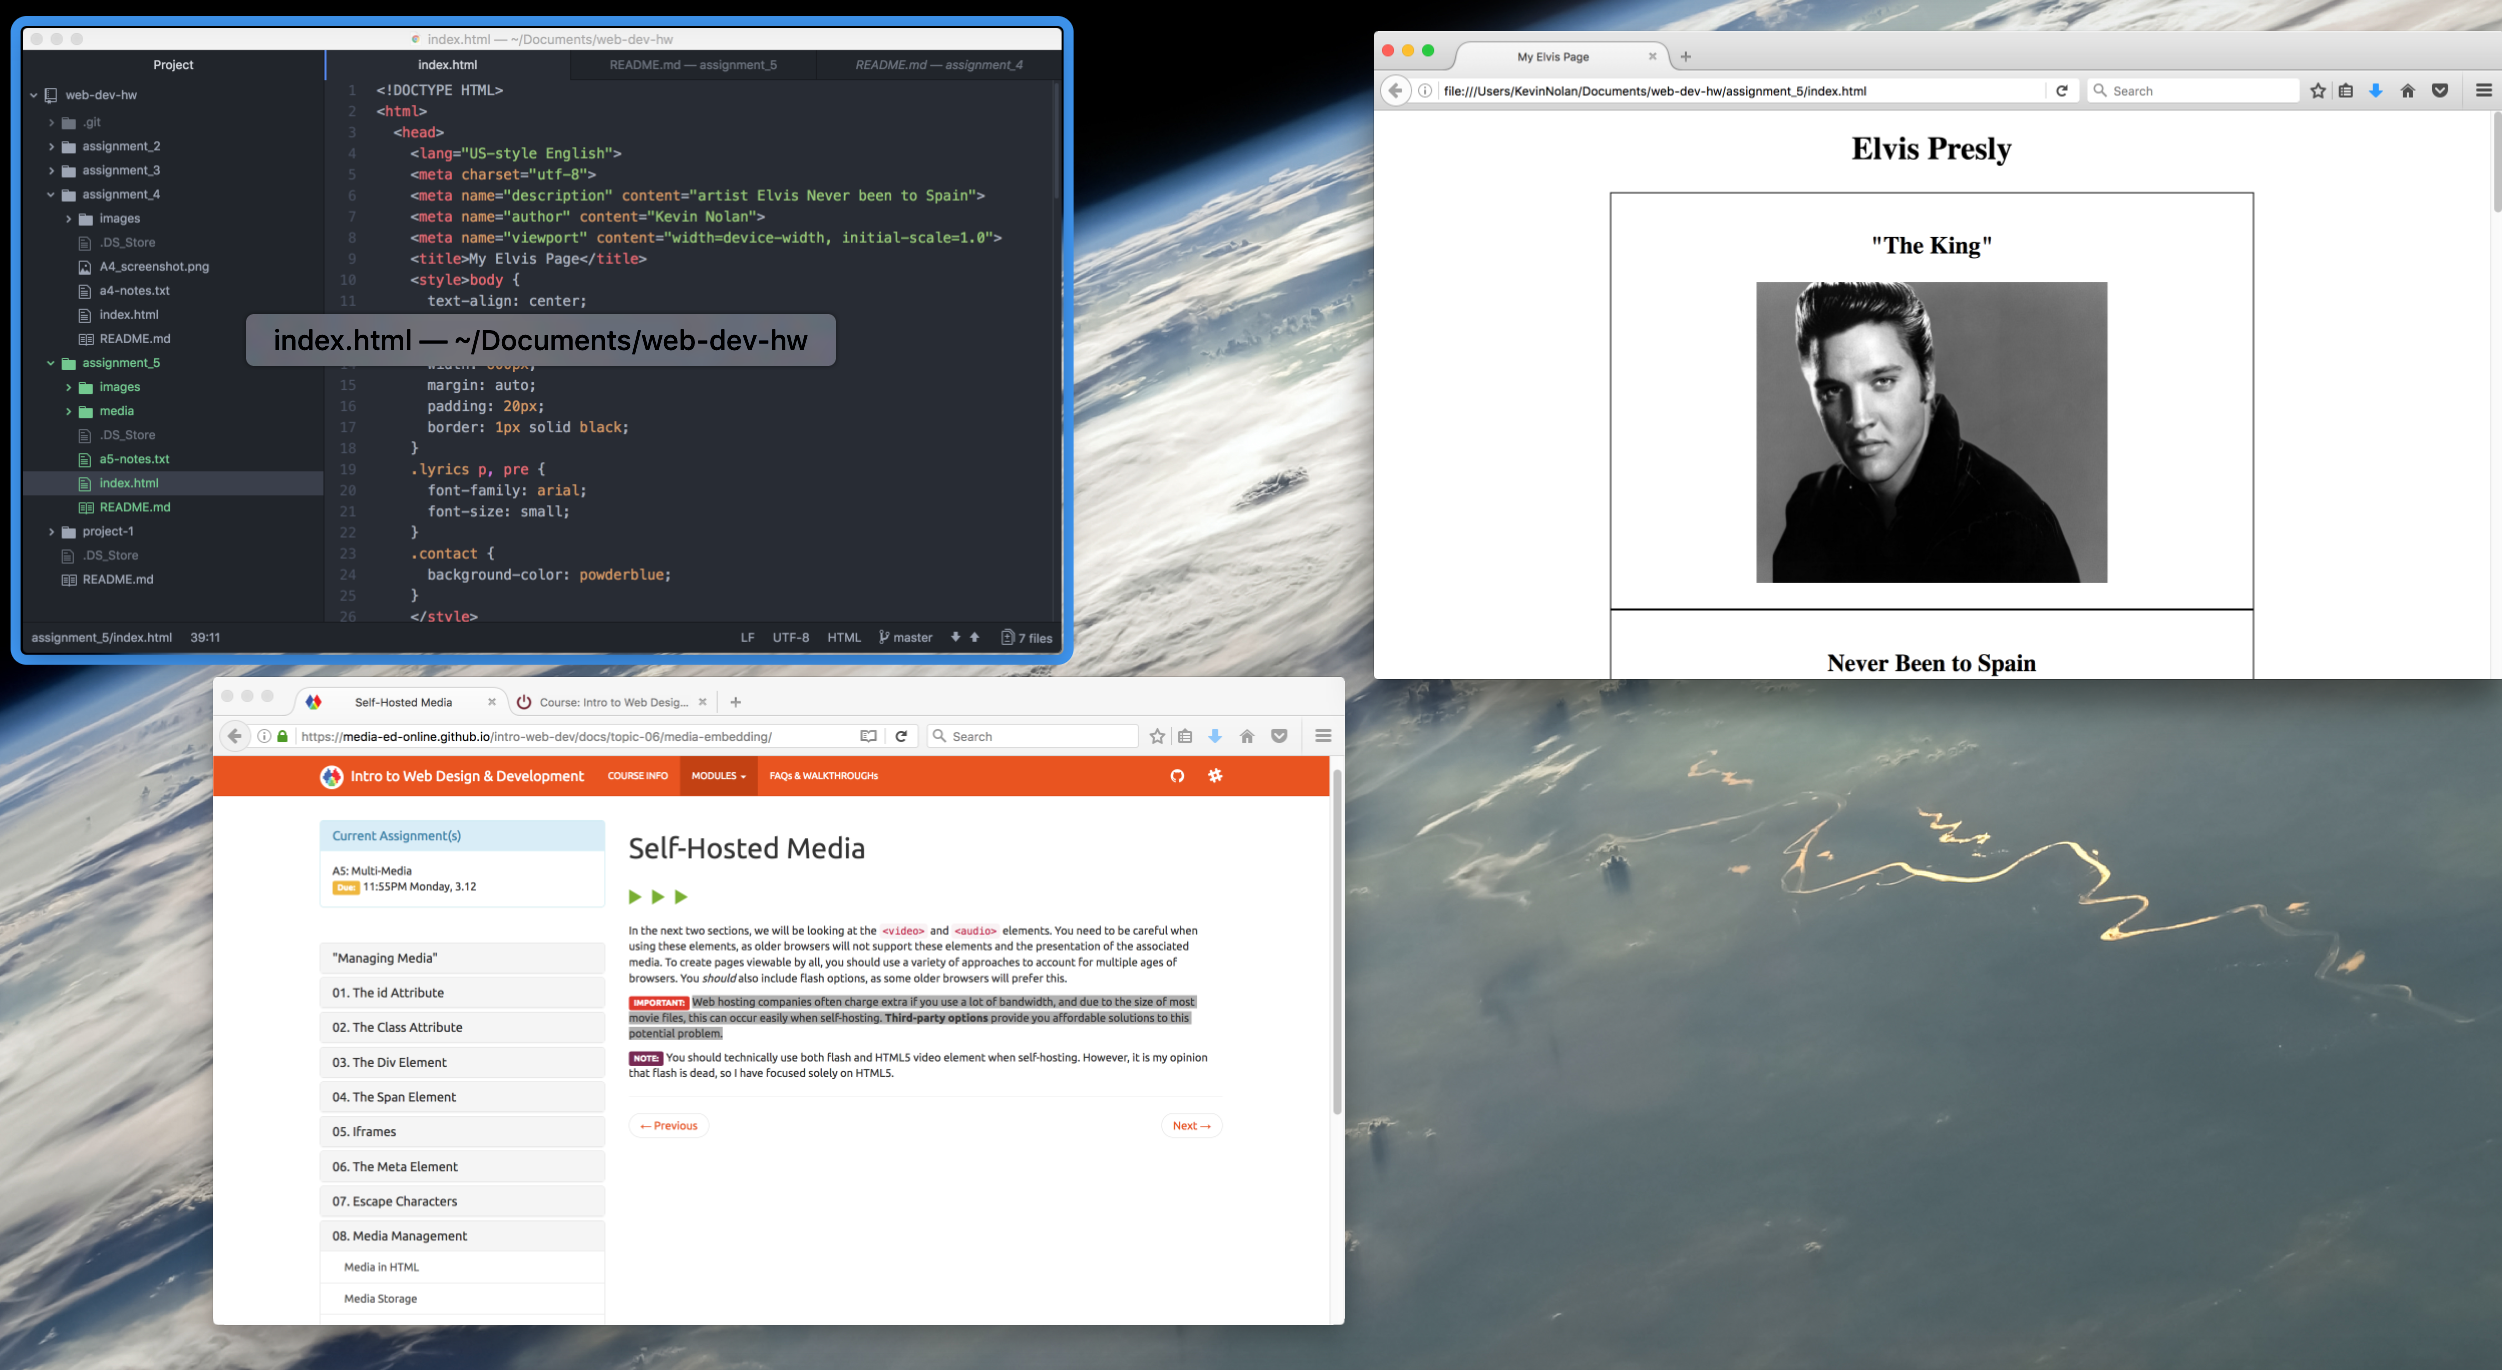 index.html — ~/Documents/web-dev-hw
Project
index.html
README.md — assignment_5
README.md — assignment_4
web-dev-hw
.git
assignment_2
assignment_3
assignment_4
images
.DS_Store
A4_screenshot.png
a4-notes.txt
index.html
README.md
assignment_5
images
media
.DS_Store
a5-notes.txt
index.html
README.md
project-1
.DS_Store
README.md
1 <!DOCTYPE HTML>
2 <html>
3 <head>
4 <lang="US-style English">
5 <meta charset="utf-8">
6 <meta name="description" content="artist Elvis Never been to Spain">
7 <meta name="author" content="Kevin Nolan">
8 <meta name="viewport" content="width=device-width, initial-scale=1.0">
9 <title>My Elvis Page</title>
10 <style>body {
11 text-align: center;
index.html — ~/Documents/web-dev-hw
15 margin: auto;
16 padding: 20px;
17 border: 1px solid black;
18 }
19 .lyrics p, pre {
20 font-family: arial;
21 font-size: small;
22 }
23 .contact {
24 background-color: powderblue;
25 }
26 </style>
assignment_5/index.html 39:11
LF UTF-8 HTML master 7 files
My Elvis Page
file:///Users/KevinNolan/Documents/web-dev-hw/assignment_5/index.html
Search
Elvis Presly
"The King"
Never Been to Spain
Self-Hosted Media
Course: Intro to Web Desig...
https://media-ed-online.github.io/intro-web-dev/docs/topic-06/media-embedding/
Search
Intro to Web Design & Development
COURSE INFO
MODULES
FAQs & WALKTHROUGHs
Current Assignment(s)
A5: Multi-Media
Due: 11:55PM Monday, 3.12
"Managing Media"
01. The id Attribute
02. The Class Attribute
03. The Div Element
04. The Span Element
05. Iframes
06. The Meta Element
07. Escape Characters
08. Media Management
Media in HTML
Media Storage
Self-Hosted Media
In the next two sections, we will be looking at the <video> and <audio> elements. You need to be careful when
using these elements, as older browsers will not support these elements and the presentation of the associated
media. To create pages viewable by all, you should use a variety of approaches to account for multiple ages of
browsers. You should also include flash options, as some older browsers will prefer this.
IMPORTANT: Web hosting companies often charge extra if you use a lot of bandwidth, and due to the size of most
movie files, this can occur easily when self-hosting. Third-party options provide you affordable solutions to this
potential problem.
NOTE: You should technically use both flash and HTML5 video element when self-hosting. However, it is my opinion
that flash is dead, so I have focused solely on HTML5.
← Previous
Next →